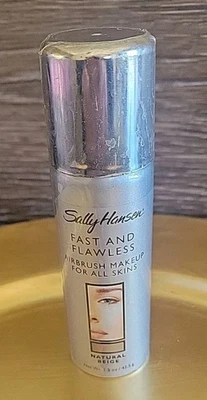 Sally Hansen
FAST AND
FLAWLESS
AIRBRUSH MAKEUP
FOR ALL SKINS
NATURAL
BEIGE